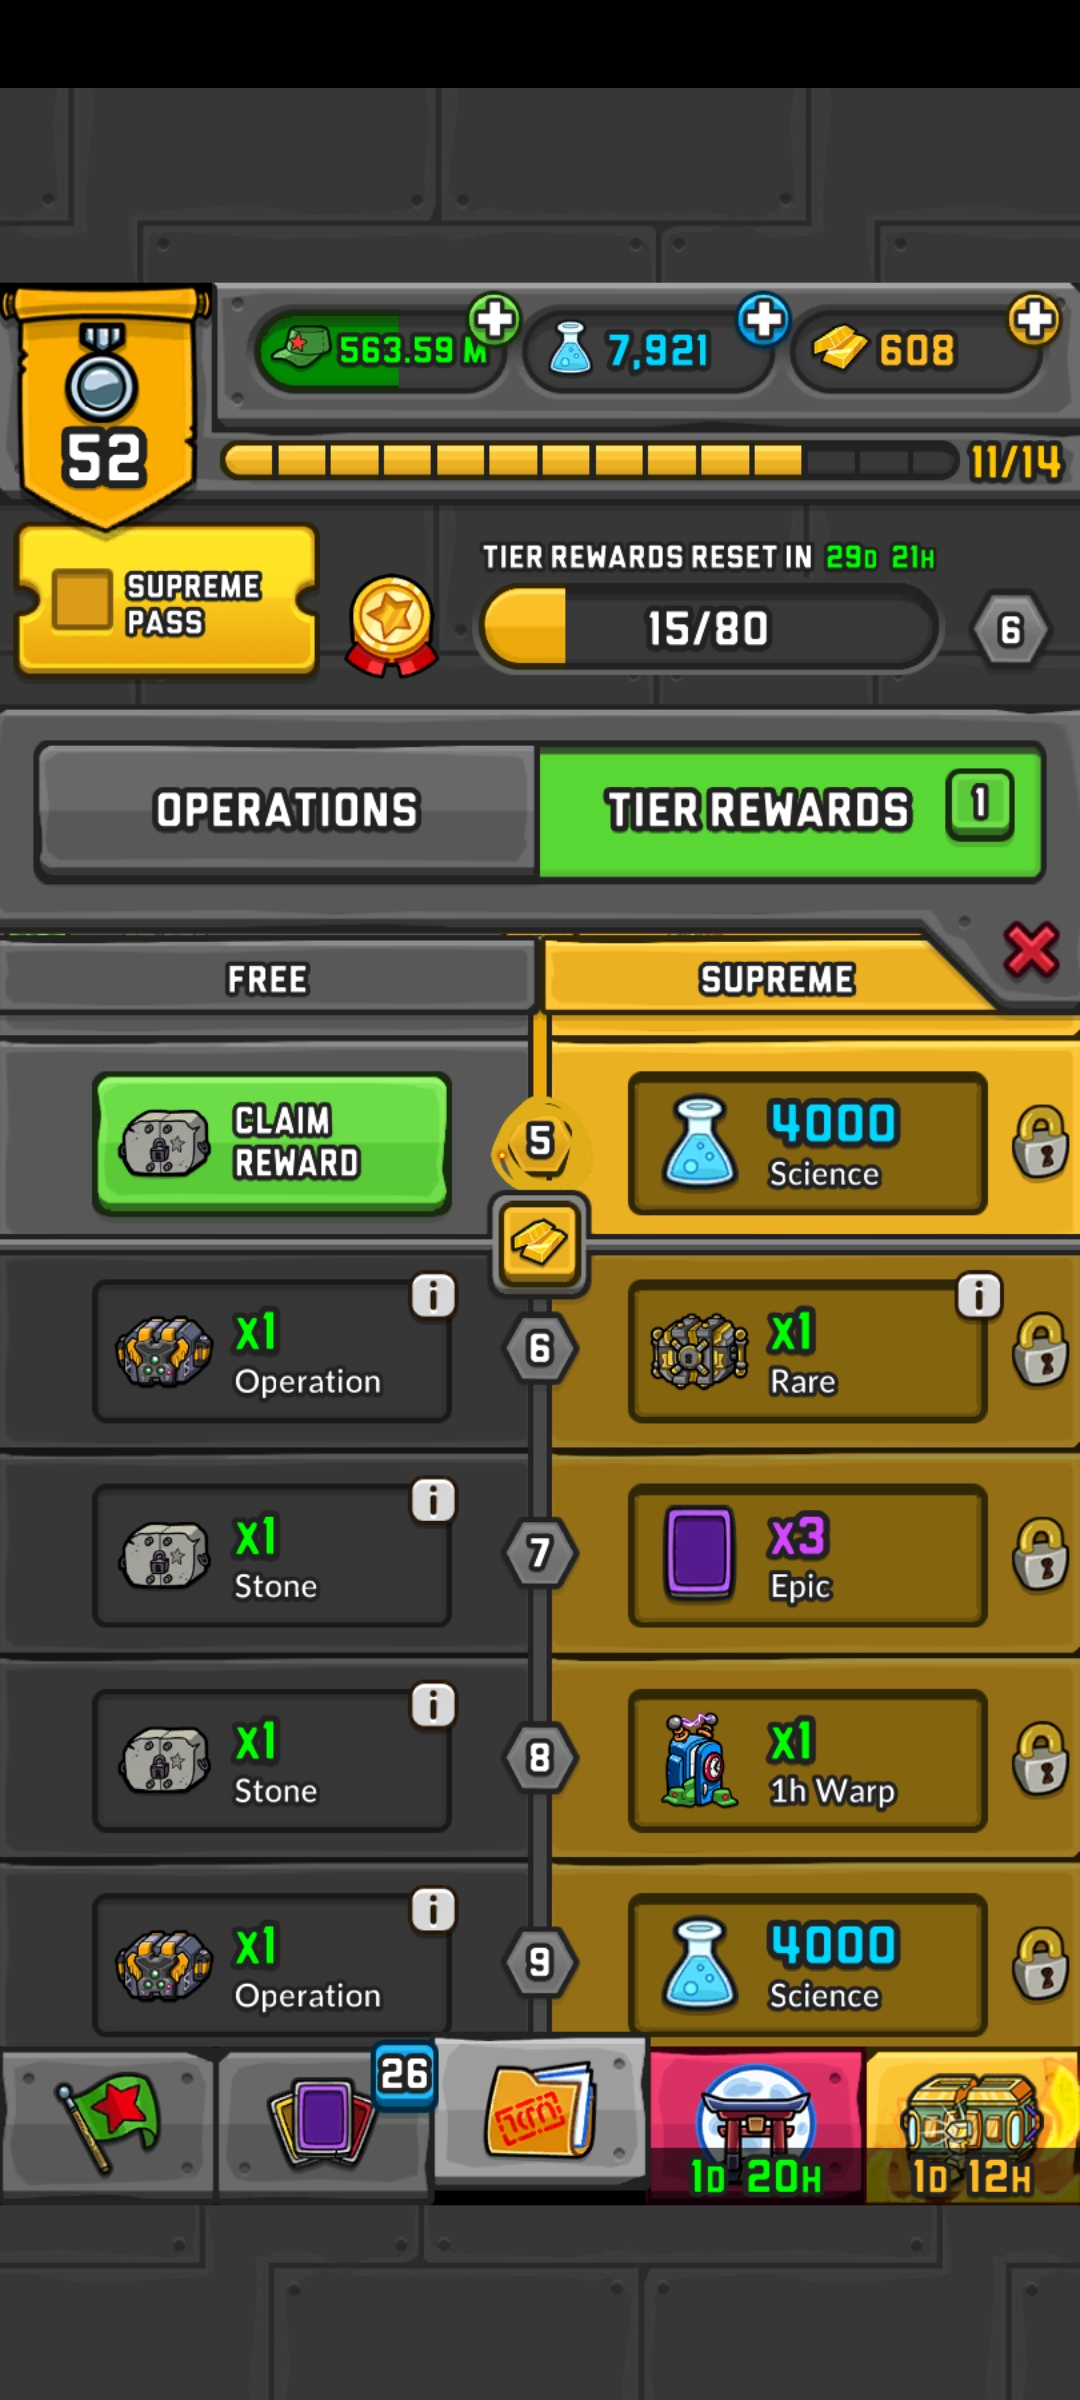 563.59 M
7,921
608
52
11/14
SUPREME
PASS
TIER REWARDS RESET IN 29D 21H
15/80
6
OPERATIONS
TIER REWARDS
1
FREE
SUPREME
CLAIM
REWARD
5
4000
Science
x1
Operation
6
x1
Rare
x1
Stone
7
x3
Epic
x1
Stone
8
x1
1h Warp
x1
Operation
9
4000
Science
26
1D 20H
1D 12H